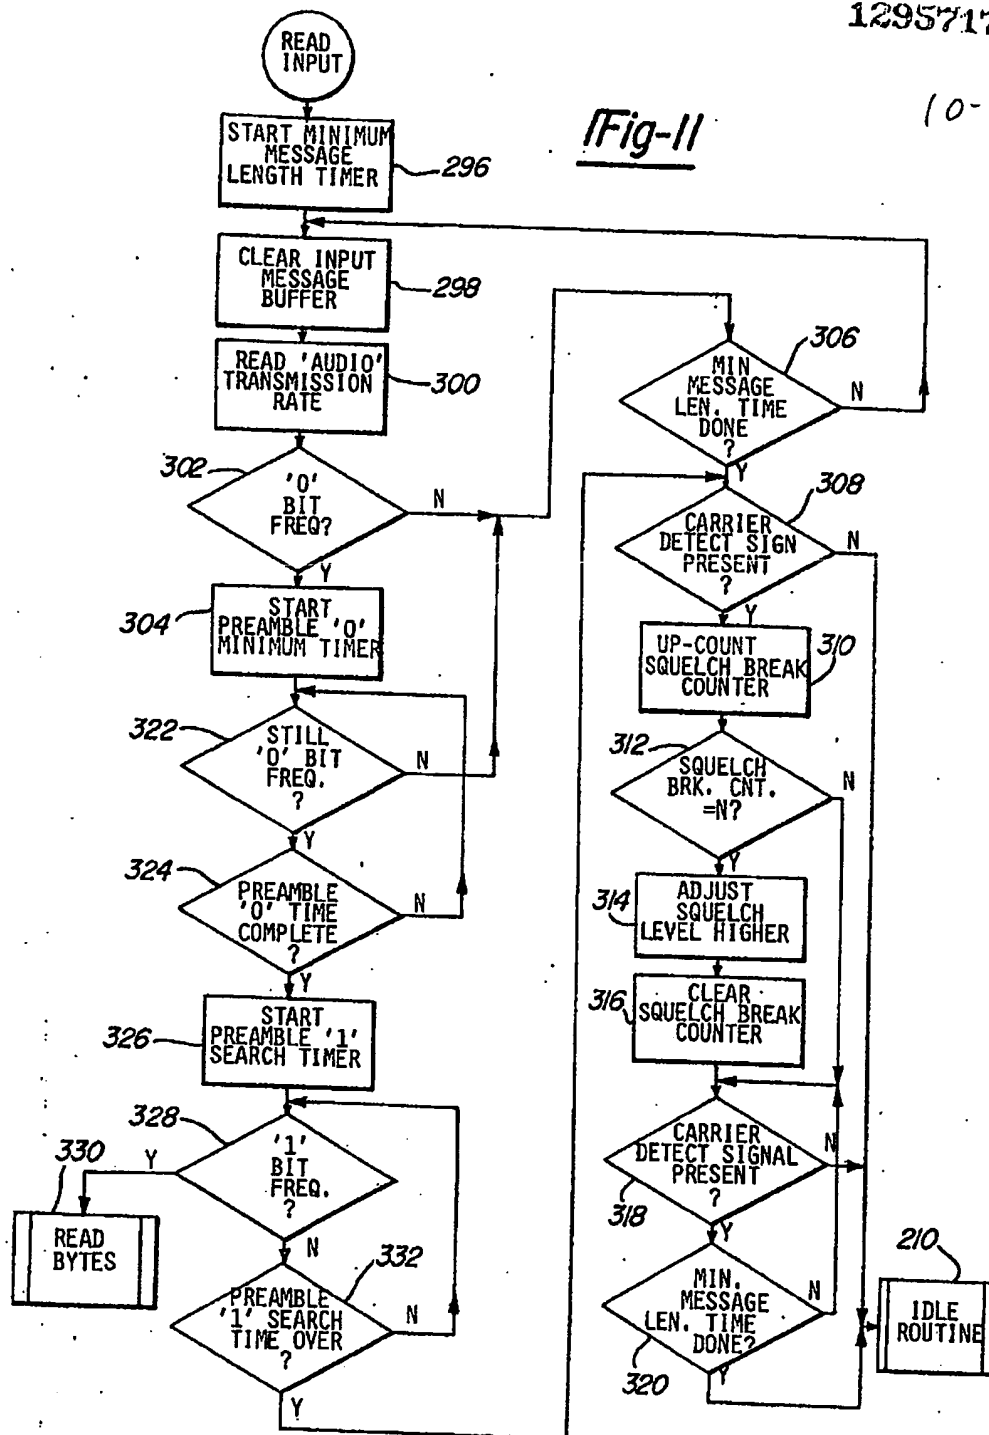 1295717
10-
Fig-11
READ
INPUT
START MINIMUM
MESSAGE
LENGTH TIMER
296
CLEAR INPUT
MESSAGE
BUFFER
298
READ 'AUDIO'
TRANSMISSION
RATE
300
302
'0'
BIT
FREQ?
N
Y
304
START
PREAMBLE '0'
MINIMUM TIMER
322
STILL
'0' BIT
FREQ.
?
N
Y
324
PREAMBLE
'0' TIME
COMPLETE
?
N
Y
326
START
PREAMBLE '1'
SEARCH TIMER
328
'1'
BIT
FREQ.
?
Y
N
330
READ
BYTES
332
PREAMBLE
'1' SEARCH
TIME OVER
?
N
Y
306
MIN
MESSAGE
LEN. TIME
DONE
?
N
Y
308
CARRIER
DETECT SIGN
PRESENT
?
N
Y
UP-COUNT
SQUELCH BREAK
COUNTER
310
312
SQUELCH
BRK. CNT.
=N?
N
Y
314
ADJUST
SQUELCH
LEVEL HIGHER
316
CLEAR
SQUELCH BREAK
COUNTER
CARRIER
DETECT SIGNAL
PRESENT
?
N
318
Y
MIN.
MESSAGE
LEN. TIME
DONE?
N
320
Y
210
IDLE
ROUTINE